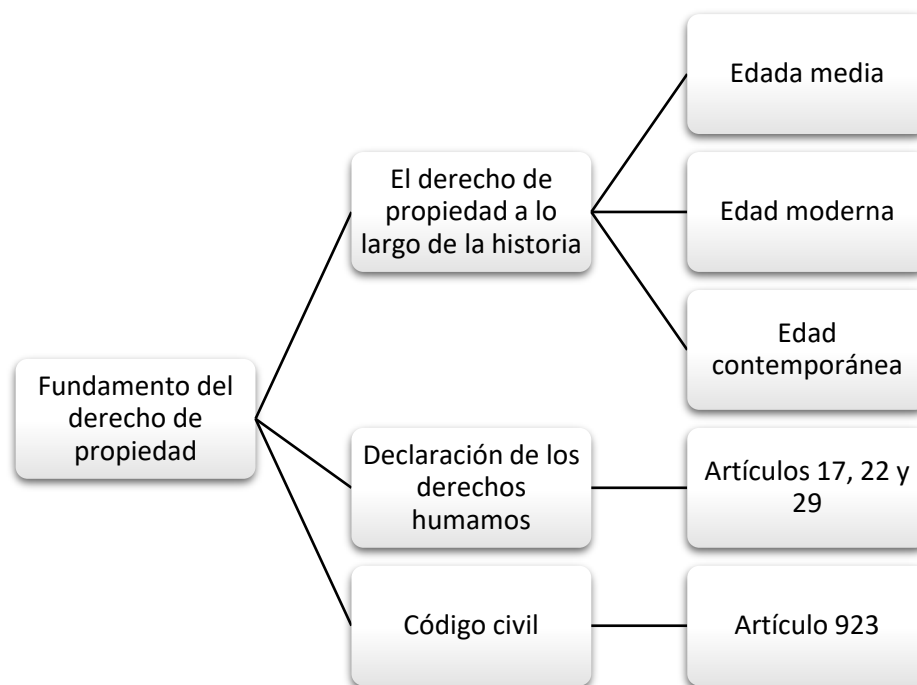 Fundamento del
derecho de
propiedad
El derecho de
propiedad a lo
largo de la historia
Edada media
Edad moderna
Edad
contemporánea
Declaración de los
derechos
humamos
Artículos 17, 22 y
29
Código civil
Artículo 923